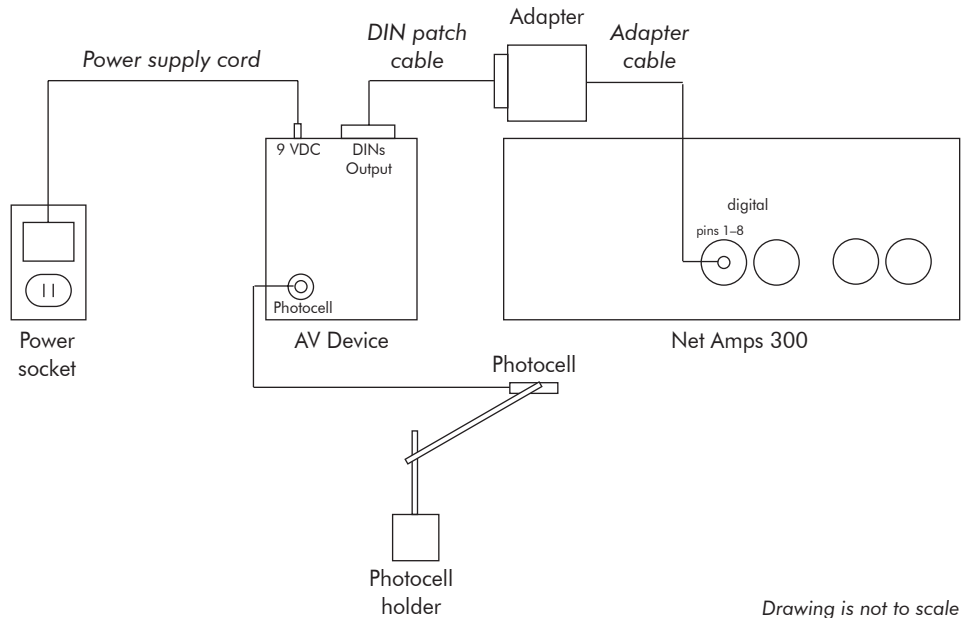 Adapter
DIN patch
cable
Adapter
cable
Power supply cord
9 VDC
DINs
Output
digital
pins 1–8
Photocell
Power
socket
AV Device
Net Amps 300
Photocell
Photocell
holder
Drawing is not to scale